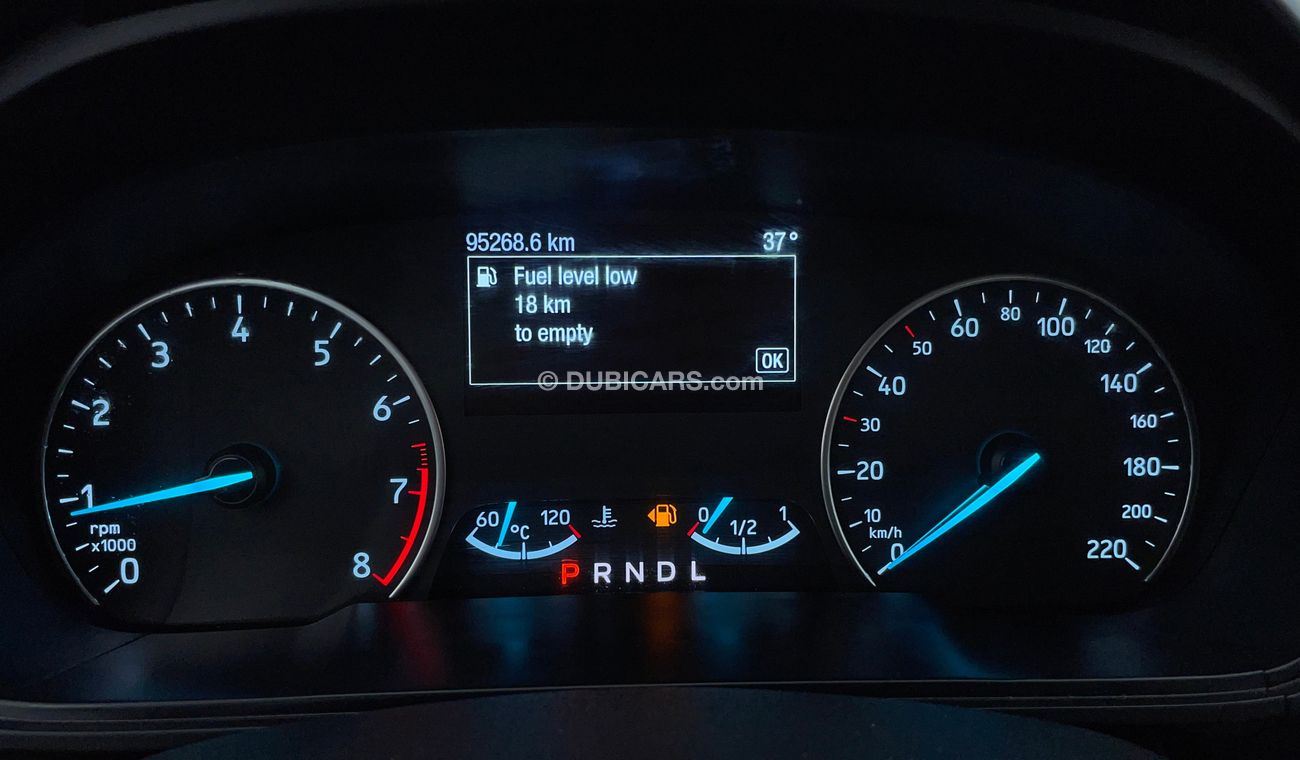 95268.6 km 37°
Fuel level low
18 km
to empty
OK
© DUBICARS.com
0 1 2 3 4 5 6 7 8
rpm
x1000
60 °C 120
0 1/2 1
P R N D L
0 10 20 30 40 50 60 80 100 120 140 160 180 200 220
km/h